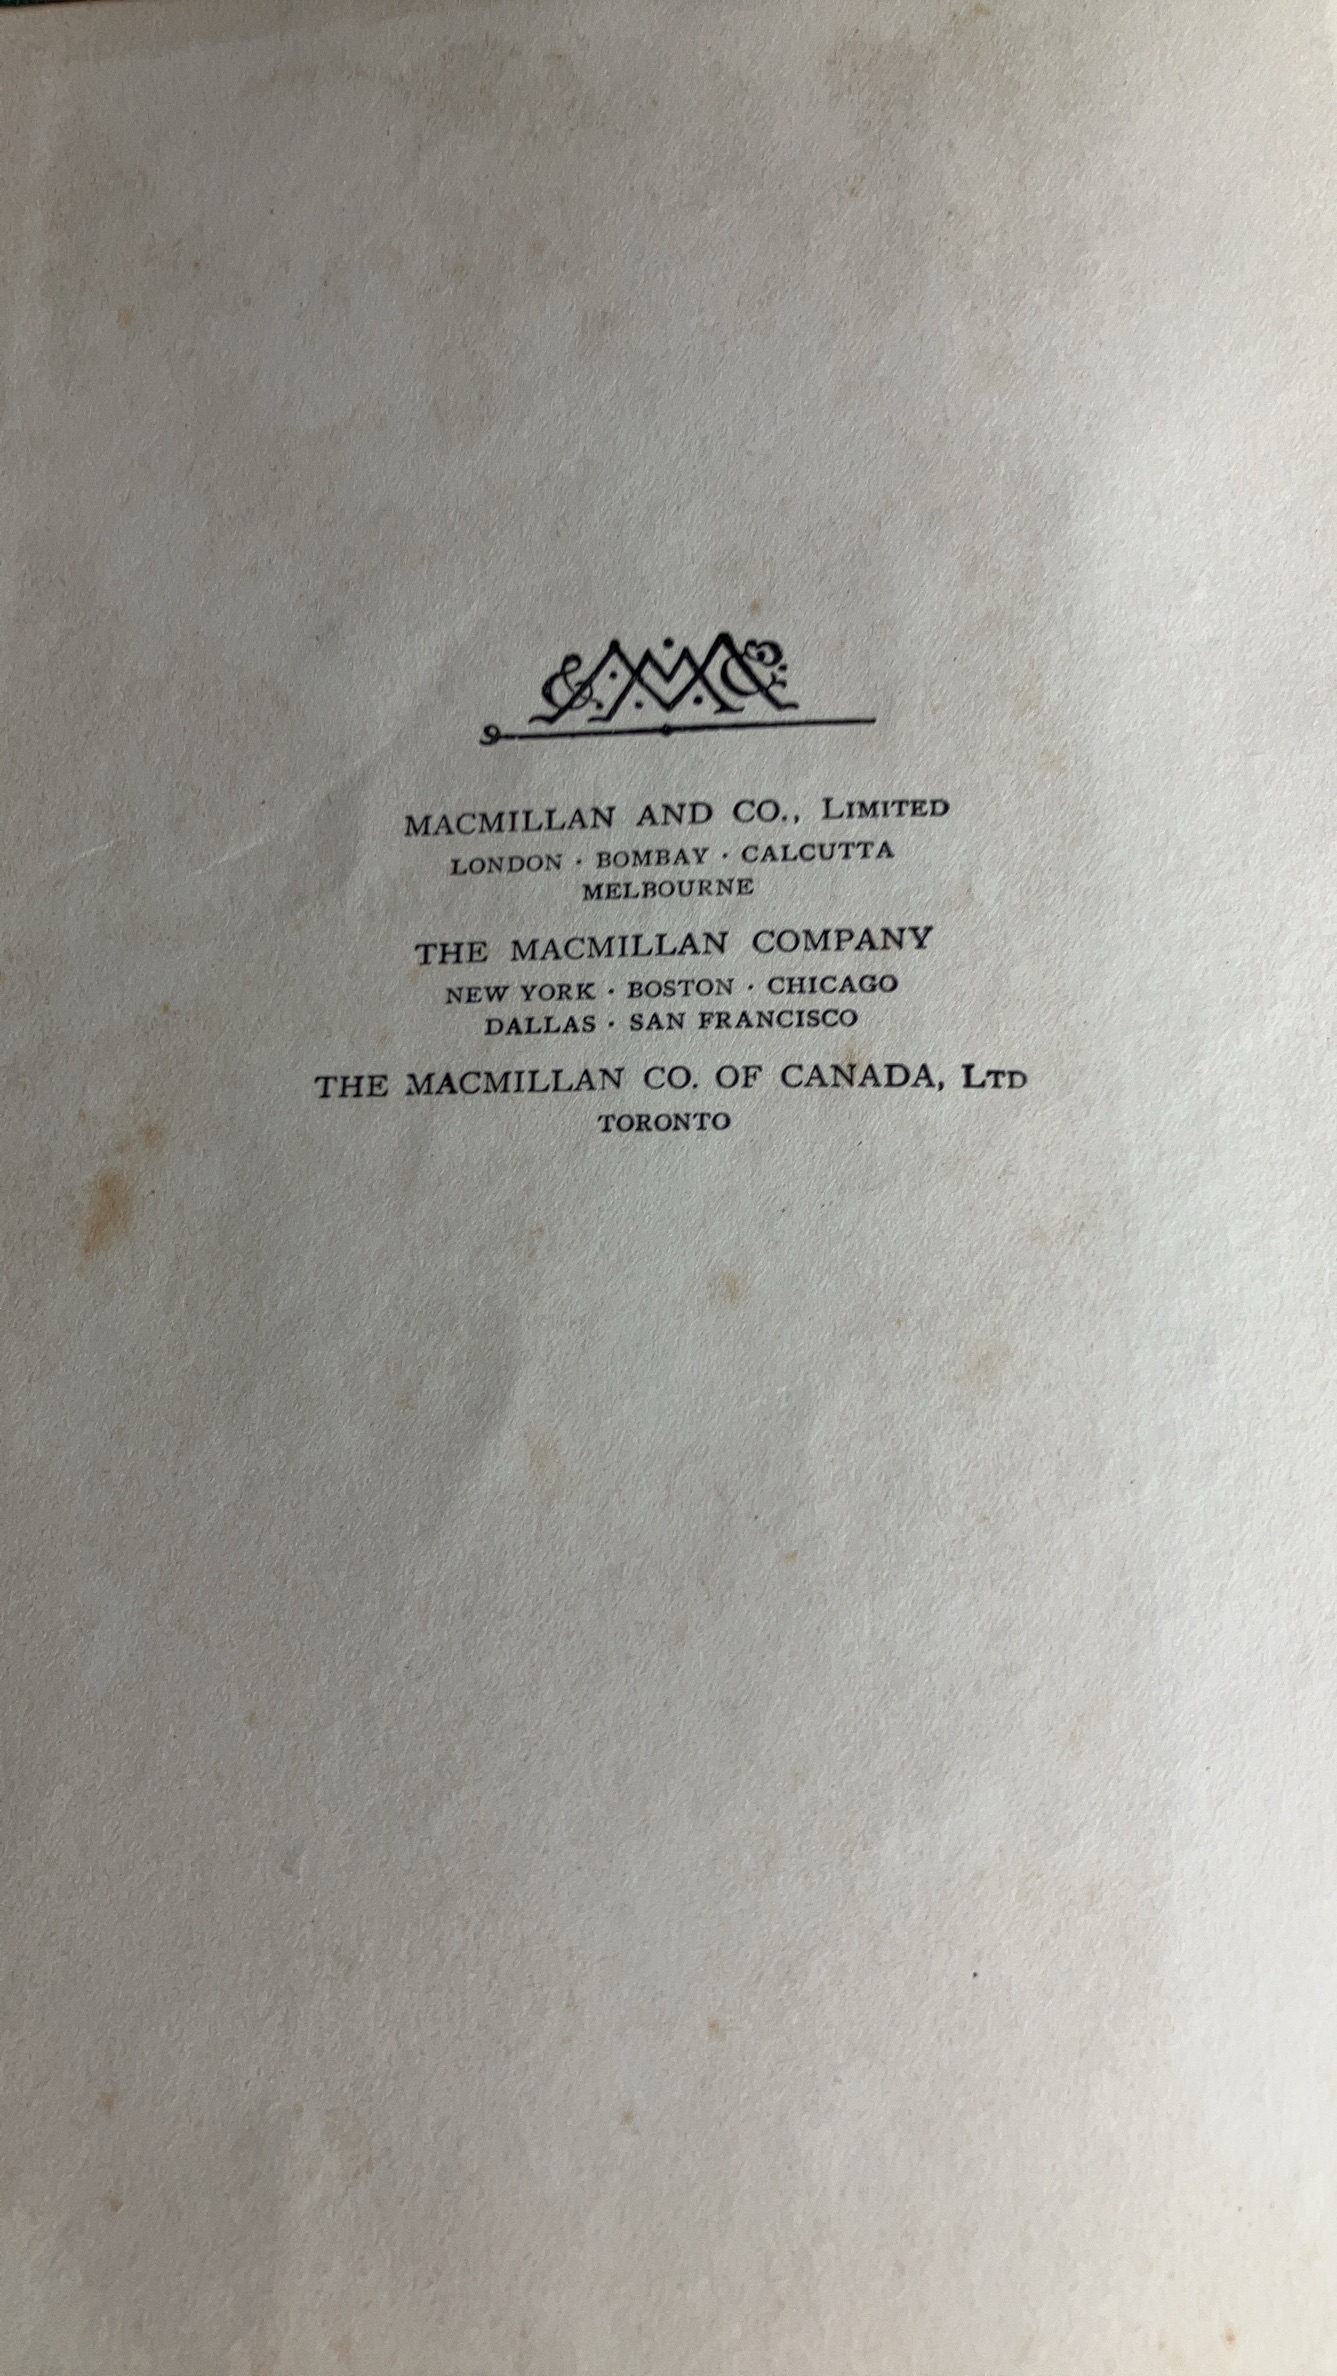 MACMILLAN AND CO., LIMITED
LONDON · BOMBAY · CALCUTTA
MELBOURNE
THE MACMILLAN COMPANY
NEW YORK · BOSTON · CHICAGO
DALLAS · SAN FRANCISCO
THE MACMILLAN CO. OF CANADA, LTD
TORONTO